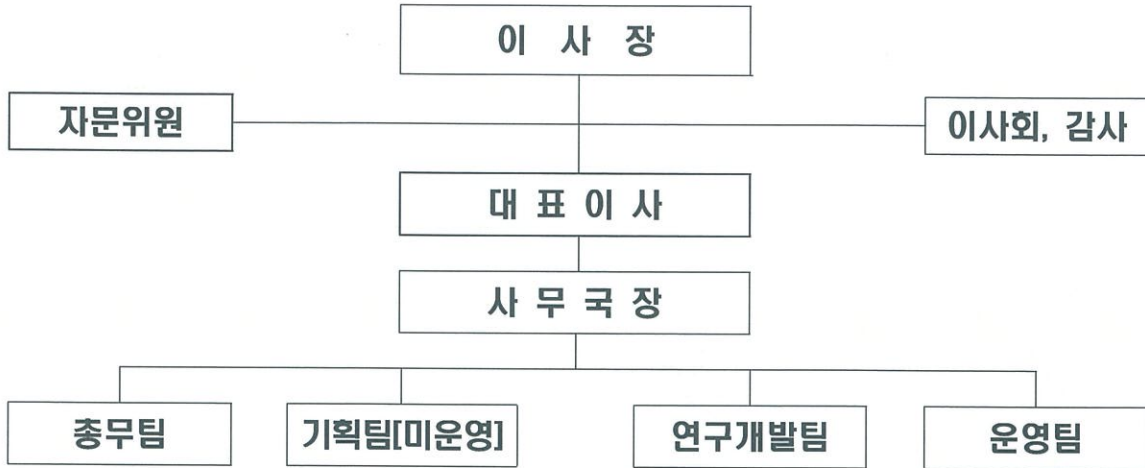 이 사 장
자문위원
이사회, 감사
대 표 이 사
사 무 국 장
총무팀
기획팀[미운영]
연구개발팀
운영팀